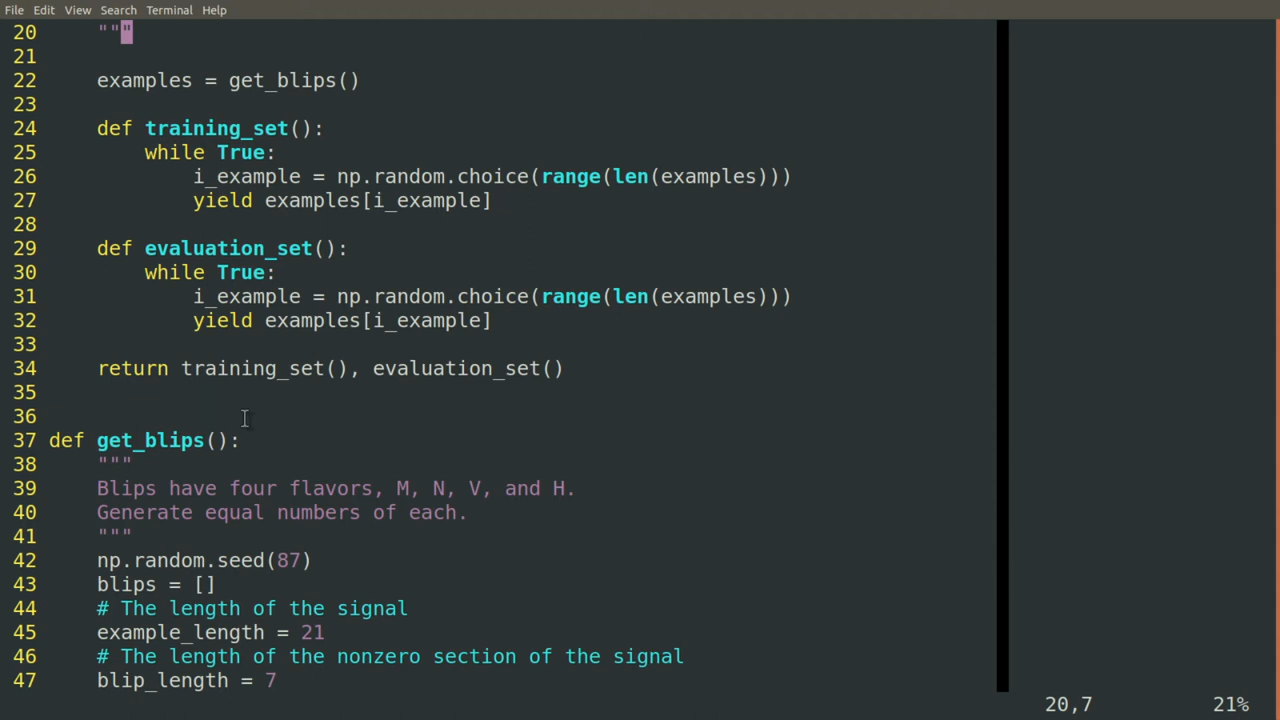 File Edit View Search Terminal Help
20     """
21
22     examples = get_blips()
23
24     def training_set():
25         while True:
26             i_example = np.random.choice(range(len(examples)))
27             yield examples[i_example]
28
29     def evaluation_set():
30         while True:
31             i_example = np.random.choice(range(len(examples)))
32             yield examples[i_example]
33
34     return training_set(), evaluation_set()
35
36
37 def get_blips():
38     """
39     Blips have four flavors, M, N, V, and H.
40     Generate equal numbers of each.
41     """
42     np.random.seed(87)
43     blips = []
44     # The length of the signal
45     example_length = 21
46     # The length of the nonzero section of the signal
47     blip_length = 7
20,7 21%